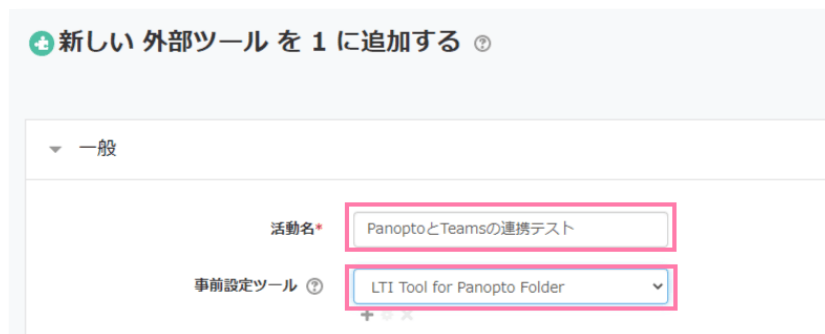 新しい 外部ツール を 1 に追加する
一般
活動名* PanoptoとTeamsの連携テスト
事前設定ツール LTI Tool for Panopto Folder